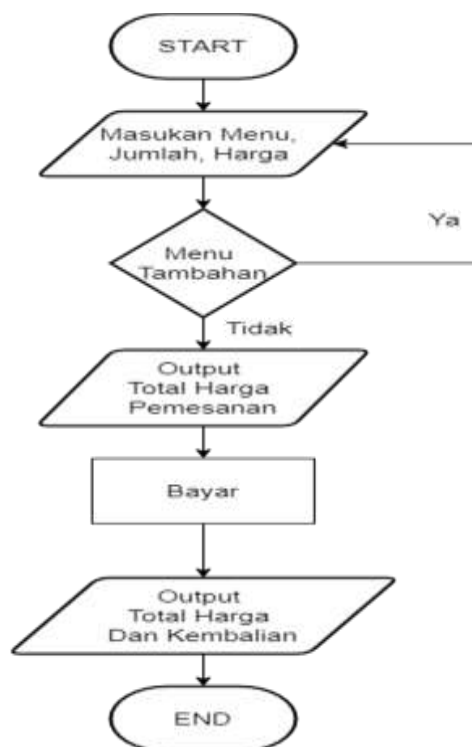 START
Masukan Menu,
Jumlah, Harga
Menu
Tambahan
Ya
Tidak
Output
Total Harga
Pemesanan
Bayar
Output
Total Harga
Dan Kembalian
END